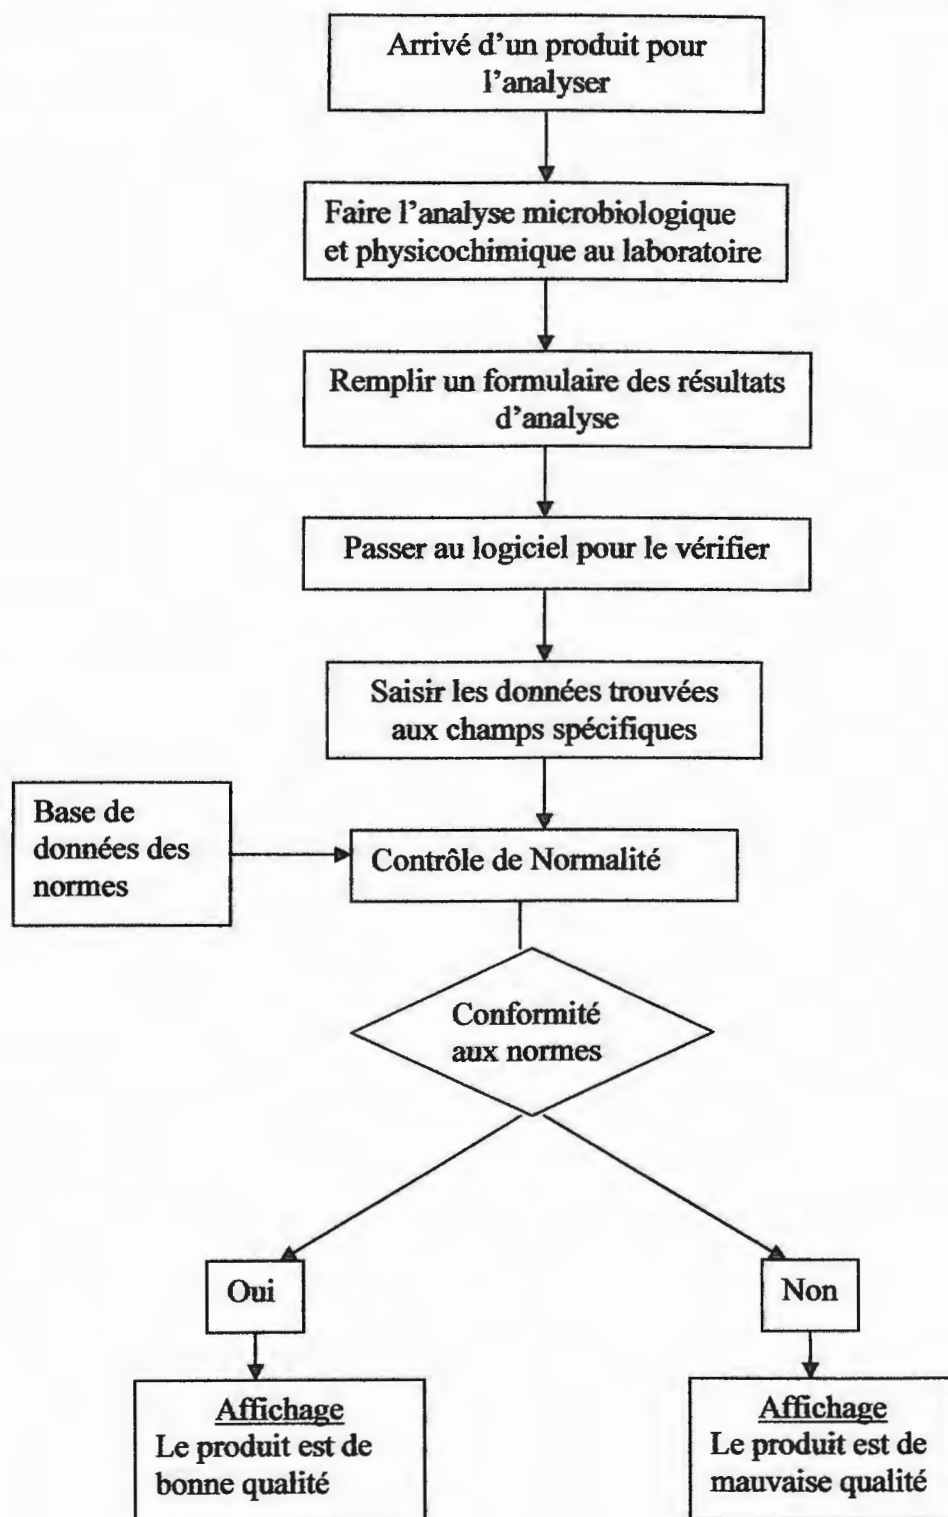 Arrivé d'un produit pour
l'analyser
Faire l'analyse microbiologique
et physicochimique au laboratoire
Remplir un formulaire des résultats
d'analyse
Passer au logiciel pour le vérifier
Saisir les données trouvées
aux champs spécifiques
Base de
données des
normes
Contrôle de Normalité
Conformité
aux normes
Oui
Non
Affichage
Le produit est de
bonne qualité
Affichage
Le produit est de
mauvaise qualité